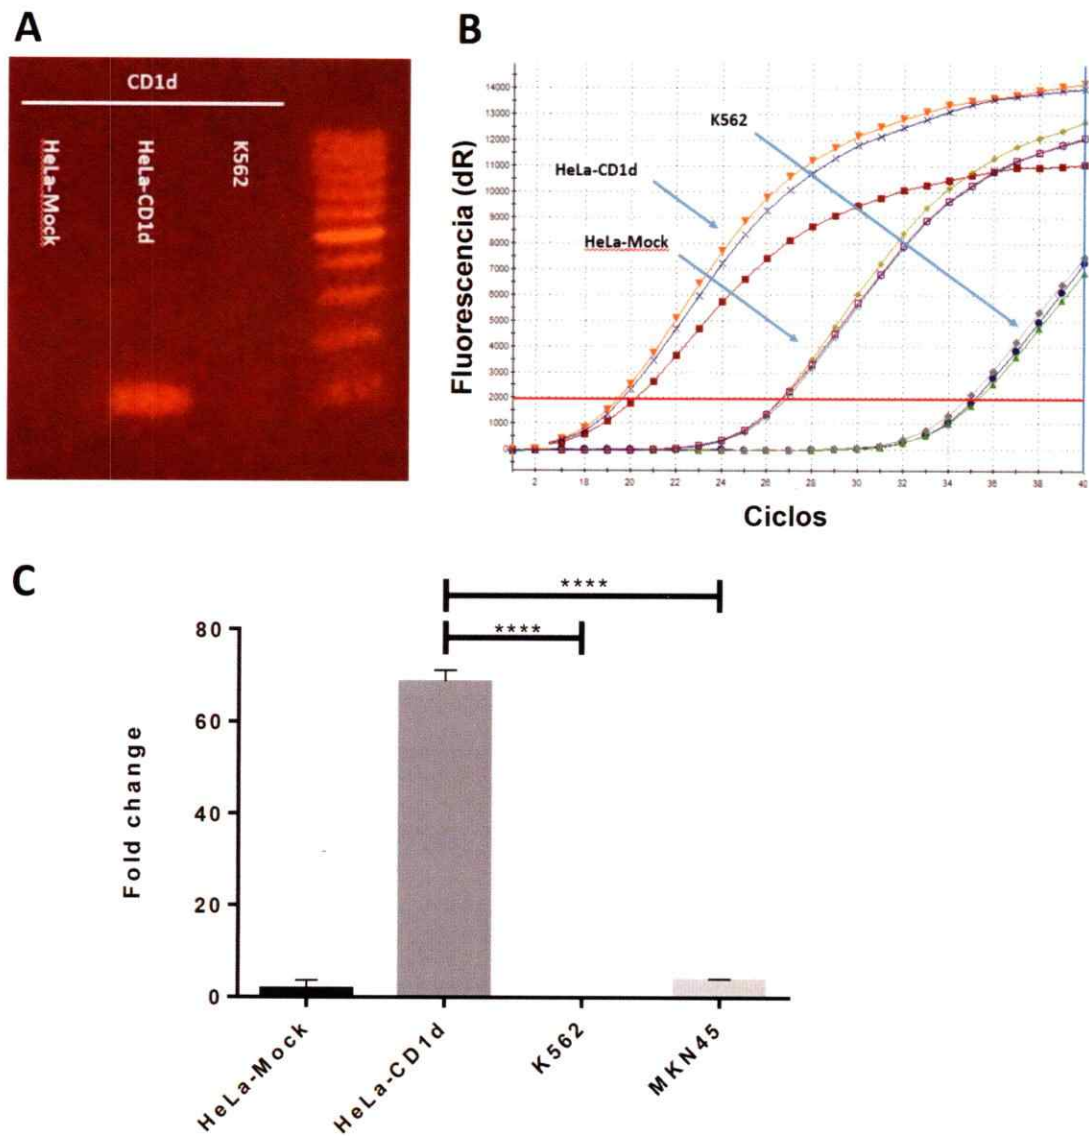 A
CD1d
HeLa-Mock
HeLa-CD1d
K562
B
Fluorescencia (dR)
14000
13000
12000
11000
10000
9000
8000
7000
6000
5000
4000
3000
2000
1000
0
K562
HeLa-CD1d
HeLa-Mock
2 18 20 22 24 26 28 30 32 34 36 38 40
Ciclos
C
Fold change
80
60
40
20
0
****
****
HeLa-Mock
HeLa-CD1d
K562
MKN45